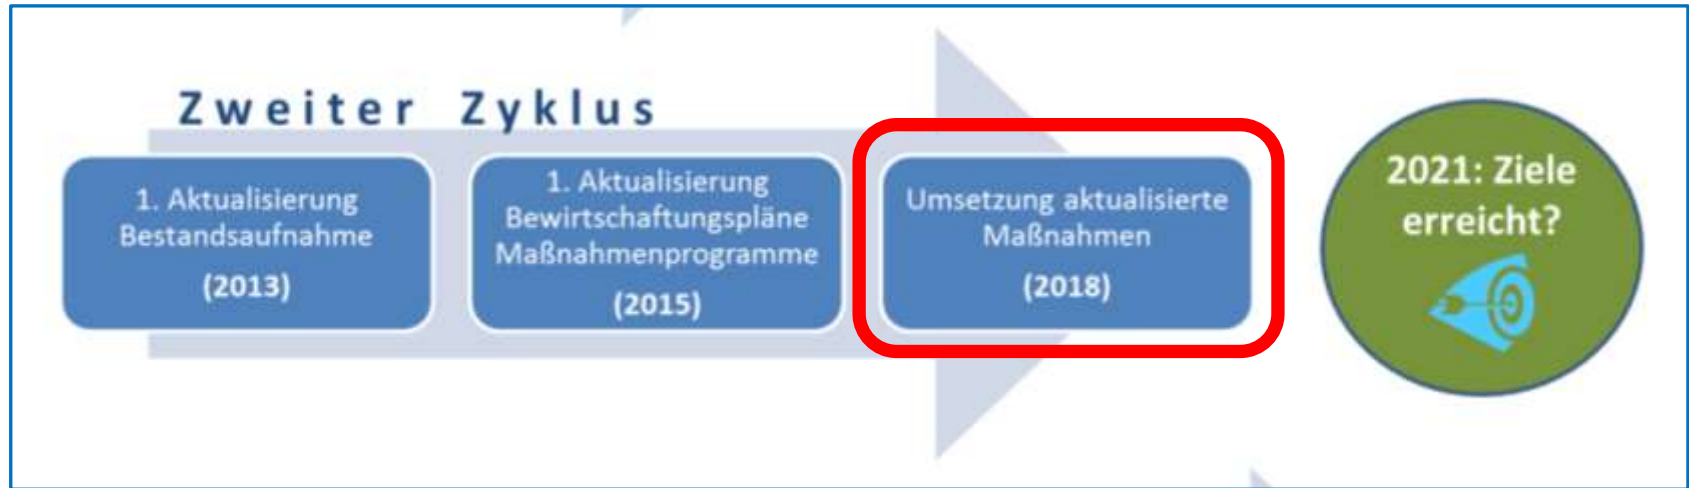 Zweiter Zyklus
1. Aktualisierung
Bestandsaufnahme
(2013)
1. Aktualisierung
Bewirtschaftungspläne
Maßnahmenprogramme
(2015)
Umsetzung aktualisierte
Maßnahmen
(2018)
2021: Ziele
erreicht?